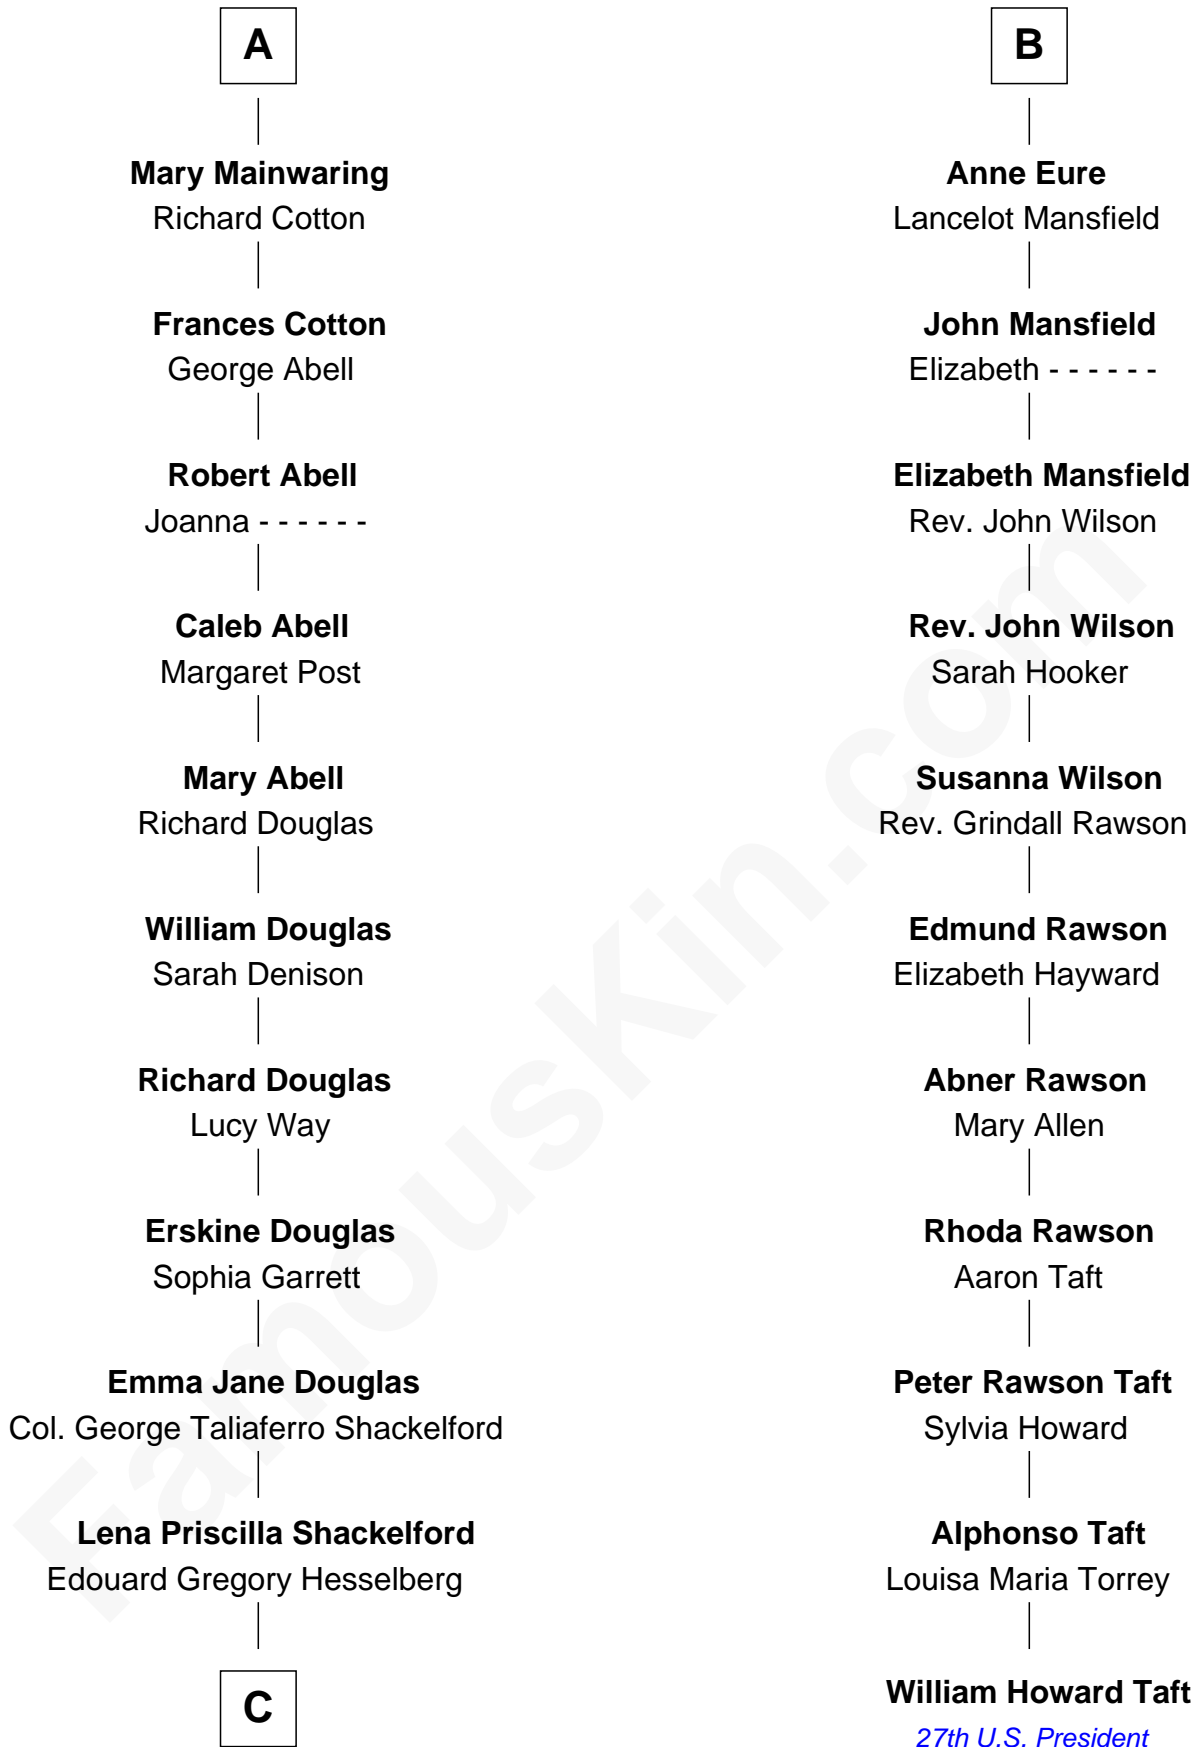 A
Mary Mainwaring
Richard Cotton
Frances Cotton
George Abell
Robert Abell
Joanna - - - - - -
Caleb Abell
Margaret Post
Mary Abell
Richard Douglas
William Douglas
Sarah Denison
Richard Douglas
Lucy Way
Erskine Douglas
Sophia Garrett
Emma Jane Douglas
Col. George Taliaferro Shackelford
Lena Priscilla Shackelford
Edouard Gregory Hesselberg
C
B
Anne Eure
Lancelot Mansfield
John Mansfield
Elizabeth - - - - - -
Elizabeth Mansfield
Rev. John Wilson
Rev. John Wilson
Sarah Hooker
Susanna Wilson
Rev. Grindall Rawson
Edmund Rawson
Elizabeth Hayward
Abner Rawson
Mary Allen
Rhoda Rawson
Aaron Taft
Peter Rawson Taft
Sylvia Howard
Alphonso Taft
Louisa Maria Torrey
William Howard Taft
27th U.S. President
FamousKin.com